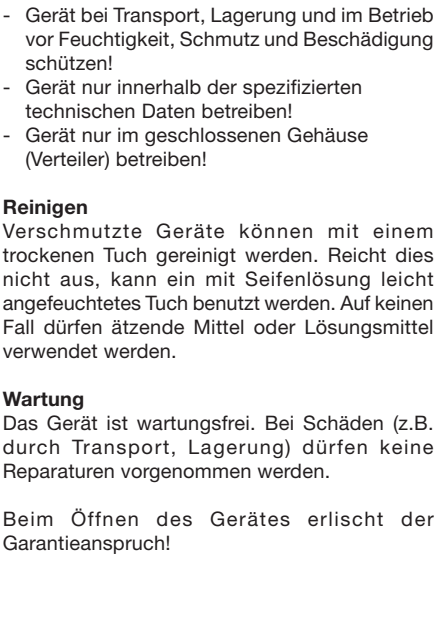 - Gerät bei Transport, Lagerung und im Betrieb
vor Feuchtigkeit, Schmutz und Beschädigung
schützen!
- Gerät nur innerhalb der spezifizierten
technischen Daten betreiben!
- Gerät nur im geschlossenen Gehäuse
(Verteiler) betreiben!
Reinigen
Verschmutzte Geräte können mit einem
trockenen Tuch gereinigt werden. Reicht dies
nicht aus, kann ein mit Seifenlösung leicht
angefeuchtetes Tuch benutzt werden. Auf keinen
Fall dürfen ätzende Mittel oder Lösungsmittel
verwendet werden.
Wartung
Das Gerät ist wartungsfrei. Bei Schäden (z.B.
durch Transport, Lagerung) dürfen keine
Reparaturen vorgenommen werden.
Beim Öffnen des Gerätes erlischt der
Garantieanspruch!